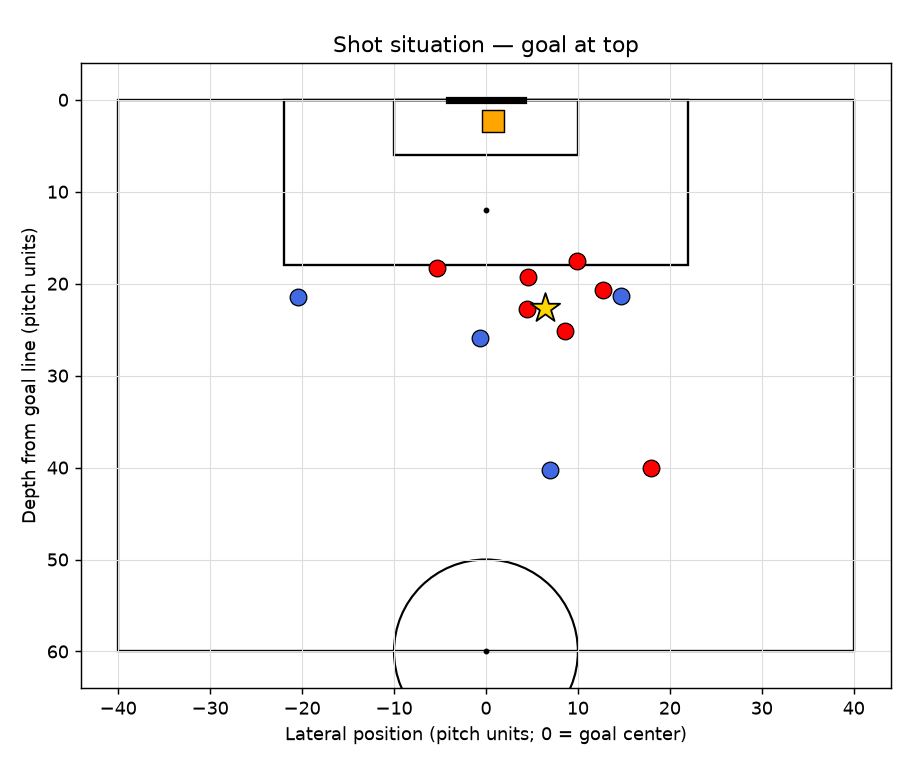 Shot situation — goal at top
0
10
20
30
40
50
60
Depth from goal line (pitch units)
−40 −30 −20 −10 0 10 20 30 40
Lateral position (pitch units; 0 = goal center)